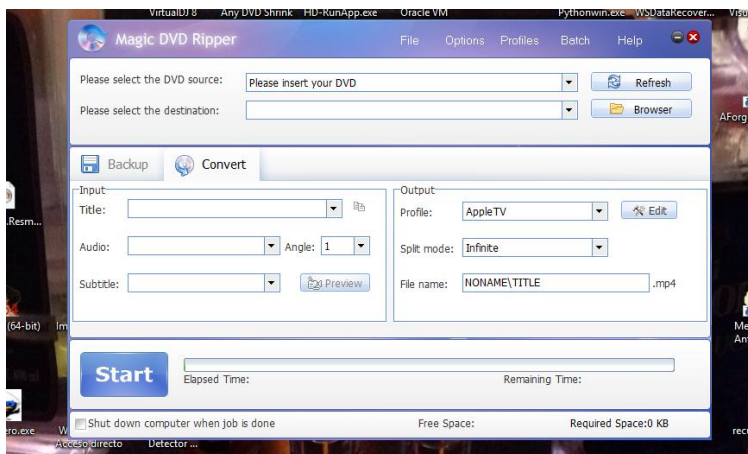 VirtualDJ 8 Any DVD Shrink HD-RunApp.exe Oracle VM Pythonwin.exe WSDataRecover...
Magic DVD Ripper File Options Profiles Batch Help
Please select the DVD source: Please insert your DVD Refresh
Please select the destination: Browser
AForg
Backup Convert
Input Output
Title: Profile: AppleTV Edit
.Resm...
Audio: Angle: 1 Split mode: Infinite
Subtitle: Preview File name: NONAME\TITLE .mp4
(64-bit) Im Me
An
Start Elapsed Time: Remaining Time:
Shut down computer when job is done Free Space: Required Space:0 KB
ero.exe W rec
Acceso directo Detector ...